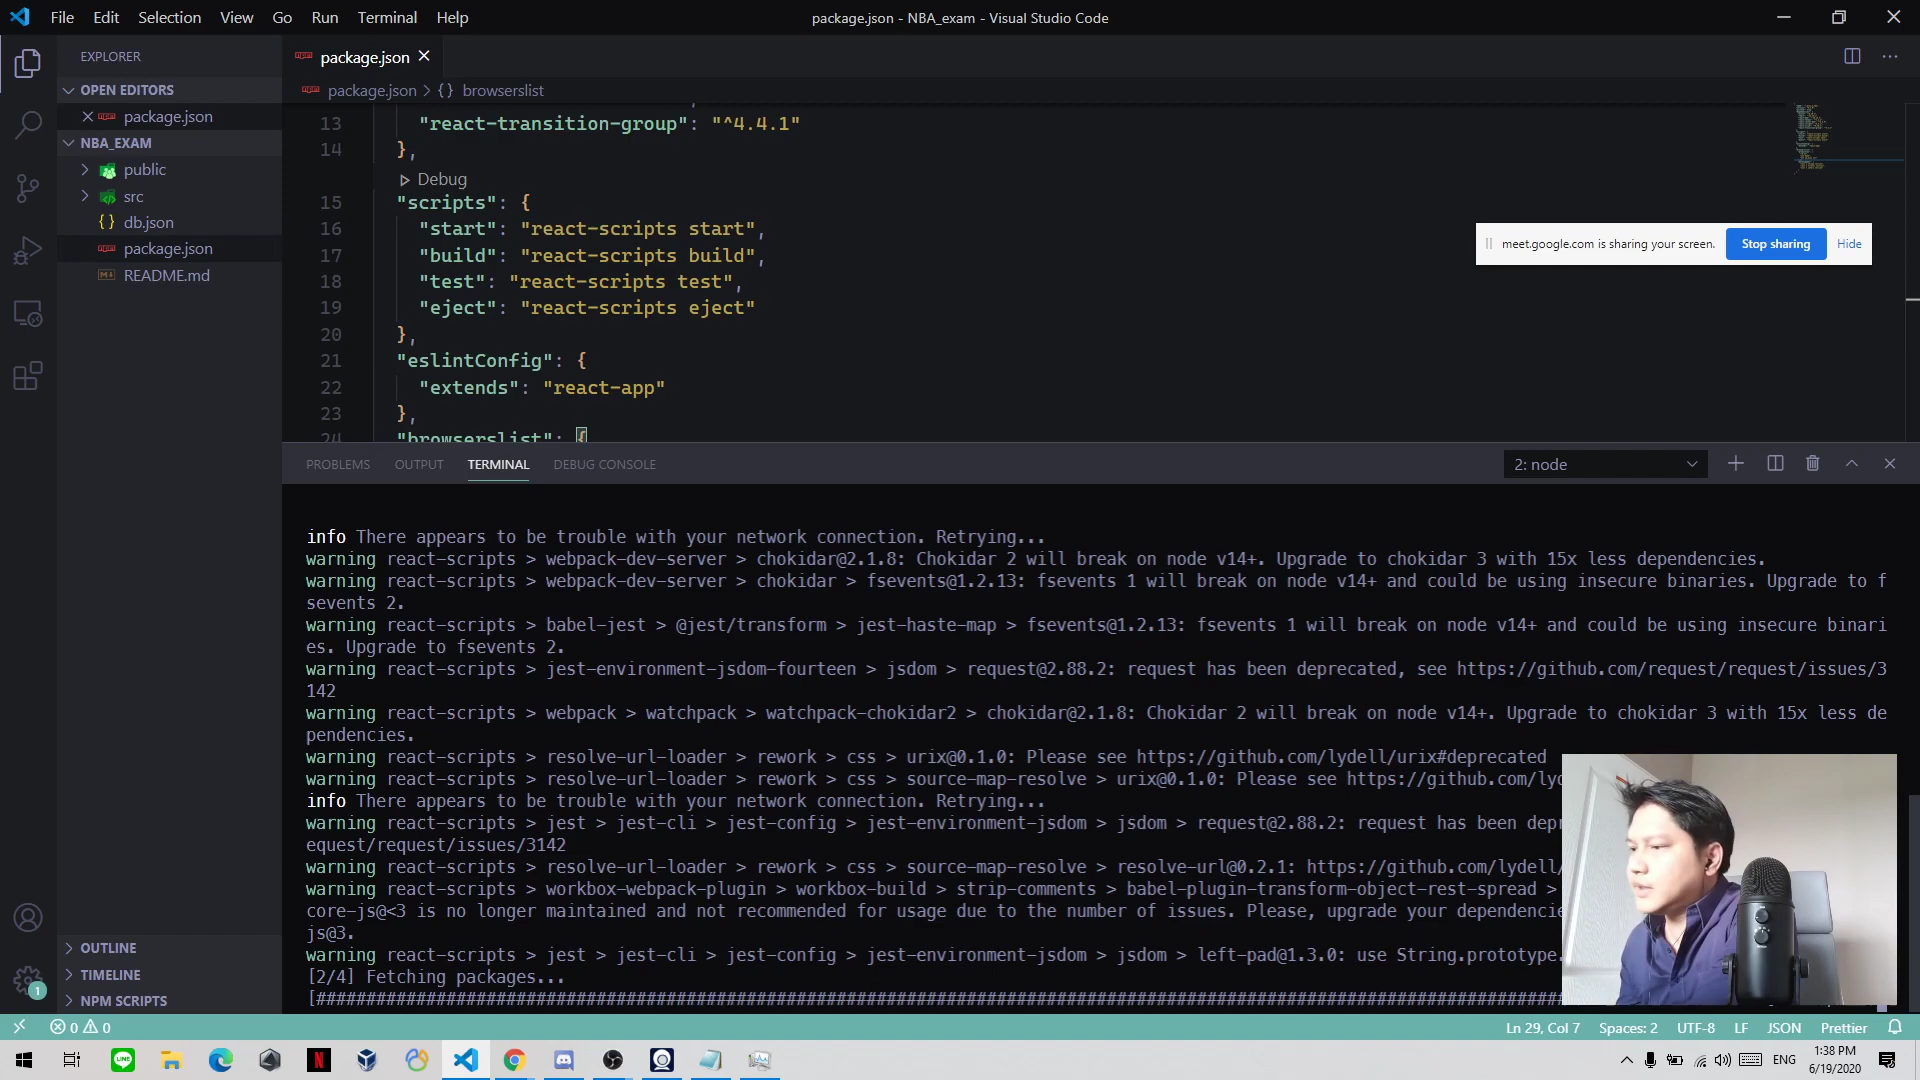 File Edit Selection View Go Run Terminal Help
package.json - NBA_exam - Visual Studio Code
EXPLORER
OPEN EDITORS
package.json
NBA_EXAM
public
src
db.json
package.json
README.md
OUTLINE
TIMELINE
NPM SCRIPTS
1
package.json
package.json > {} browserslist
13 "react-transition-group": "^4.4.1"
14 },
Debug
15 "scripts": {
16 "start": "react-scripts start",
17 "build": "react-scripts build",
18 "test": "react-scripts test",
19 "eject": "react-scripts eject"
20 },
21 "eslintConfig": {
22 "extends": "react-app"
23 },
24 "browserslist": {
meet.google.com is sharing your screen. Stop sharing Hide
PROBLEMS OUTPUT TERMINAL DEBUG CONSOLE
2: node
info There appears to be trouble with your network connection. Retrying...
warning react-scripts > webpack-dev-server > chokidar@2.1.8: Chokidar 2 will break on node v14+. Upgrade to chokidar 3 with 15x less dependencies.
warning react-scripts > webpack-dev-server > chokidar > fsevents@1.2.13: fsevents 1 will break on node v14+ and could be using insecure binaries. Upgrade to f
sevents 2.
warning react-scripts > babel-jest > @jest/transform > jest-haste-map > fsevents@1.2.13: fsevents 1 will break on node v14+ and could be using insecure binari
es. Upgrade to fsevents 2.
warning react-scripts > jest-environment-jsdom-fourteen > jsdom > request@2.88.2: request has been deprecated, see https://github.com/request/request/issues/3
142
warning react-scripts > webpack > watchpack > watchpack-chokidar2 > chokidar@2.1.8: Chokidar 2 will break on node v14+. Upgrade to chokidar 3 with 15x less de
pendencies.
warning react-scripts > resolve-url-loader > rework > css > urix@0.1.0: Please see https://github.com/lydell/urix#deprecated
warning react-scripts > resolve-url-loader > rework > css > source-map-resolve > urix@0.1.0: Please see https://github.com/lyd
info There appears to be trouble with your network connection. Retrying...
warning react-scripts > jest > jest-cli > jest-config > jest-environment-jsdom > jsdom > request@2.88.2: request has been depr
equest/request/issues/3142
warning react-scripts > resolve-url-loader > rework > css > source-map-resolve > resolve-url@0.2.1: https://github.com/lydell/
warning react-scripts > workbox-webpack-plugin > workbox-build > strip-comments > babel-plugin-transform-object-rest-spread >
core-js@<3 is no longer maintained and not recommended for usage due to the number of issues. Please, upgrade your dependencie
js@3.
warning react-scripts > jest > jest-cli > jest-config > jest-environment-jsdom > jsdom > left-pad@1.3.0: use String.prototype.
[2/4] Fetching packages...
[############################################################################################################################
0 0
Ln 29, Col 7 Spaces: 2 UTF-8 LF JSON Prettier
ENG
1:38 PM
6/19/2020